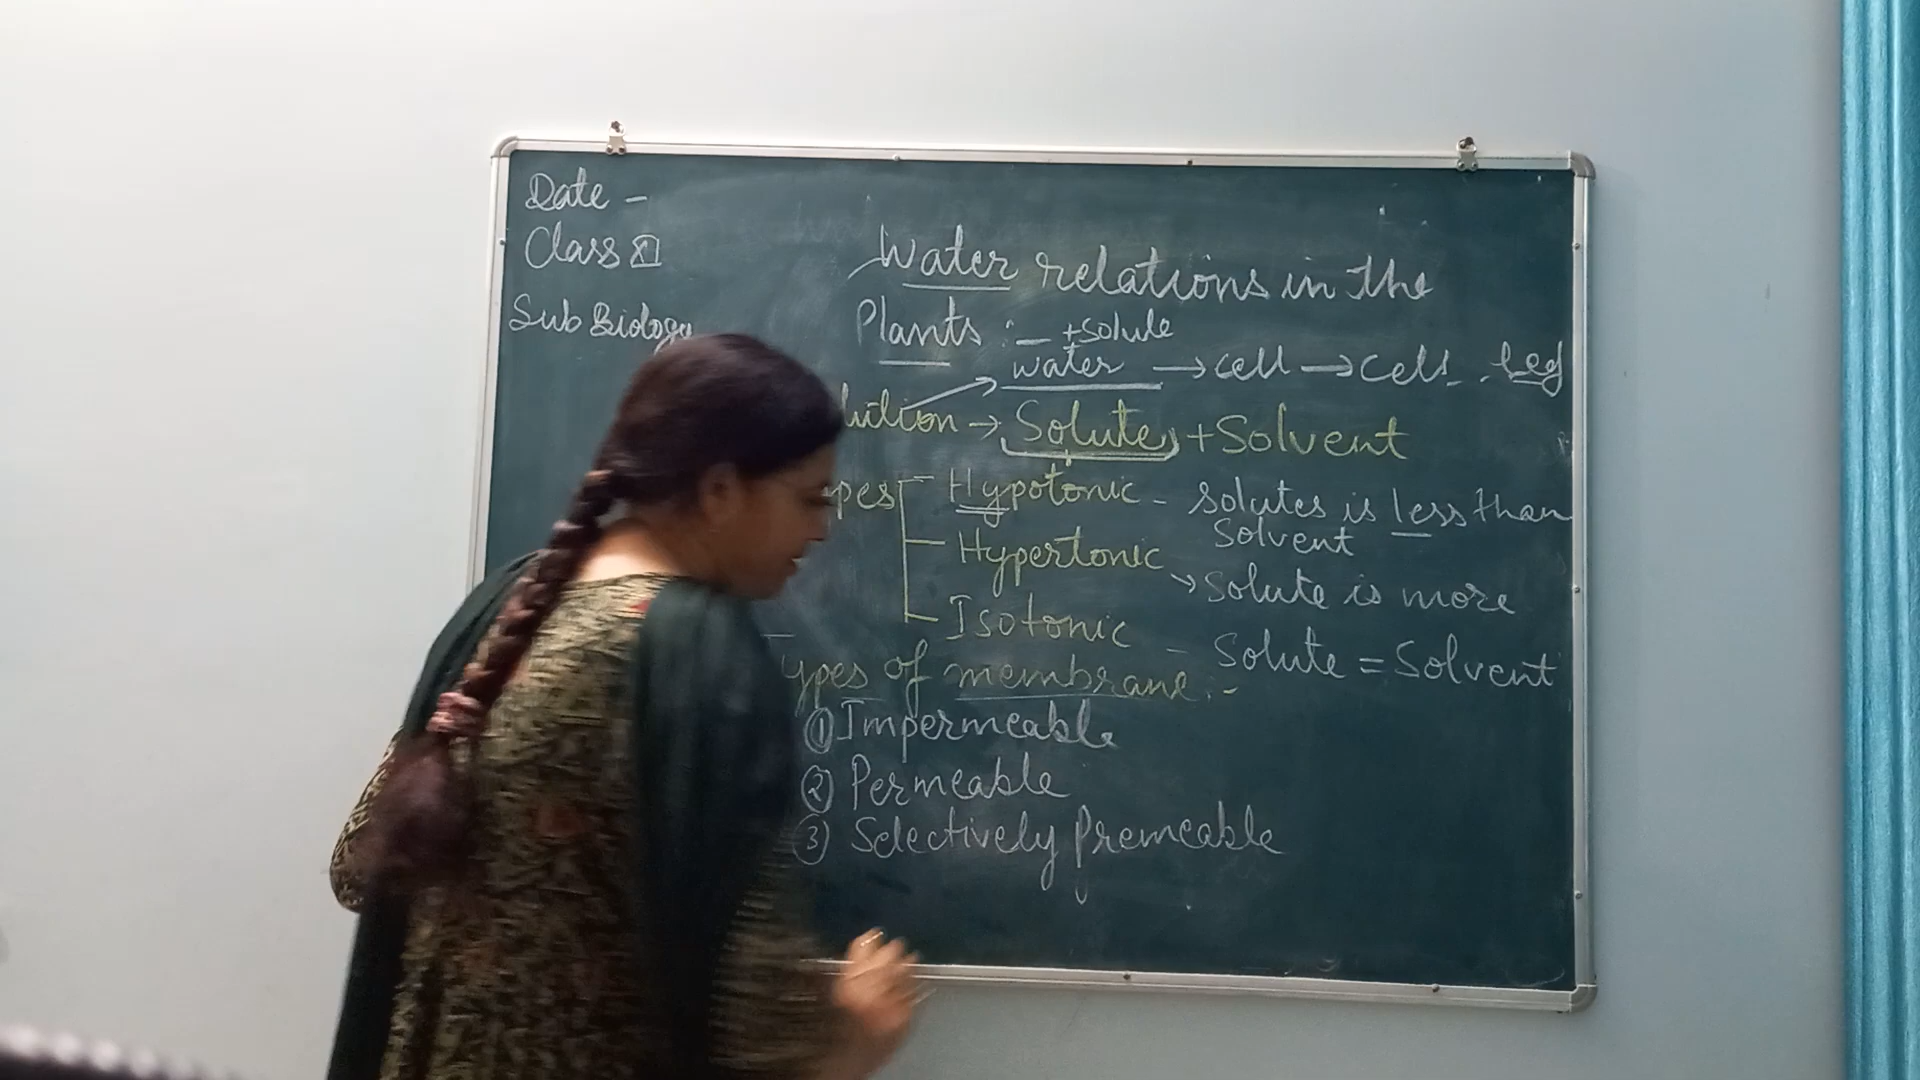 Date -
Class XI
Sub Biology
Water relations in the
Plants :- +solute
water → cell → cell
lution → Solutes + Solvent
pes Hypotonic - solutes is less than
Solvent
Hypertonic → Solute is more
Isotonic - Solute = Solvent
ypes of membrane :-
① Impermeable
② Permeable
③ Selectively Premeable